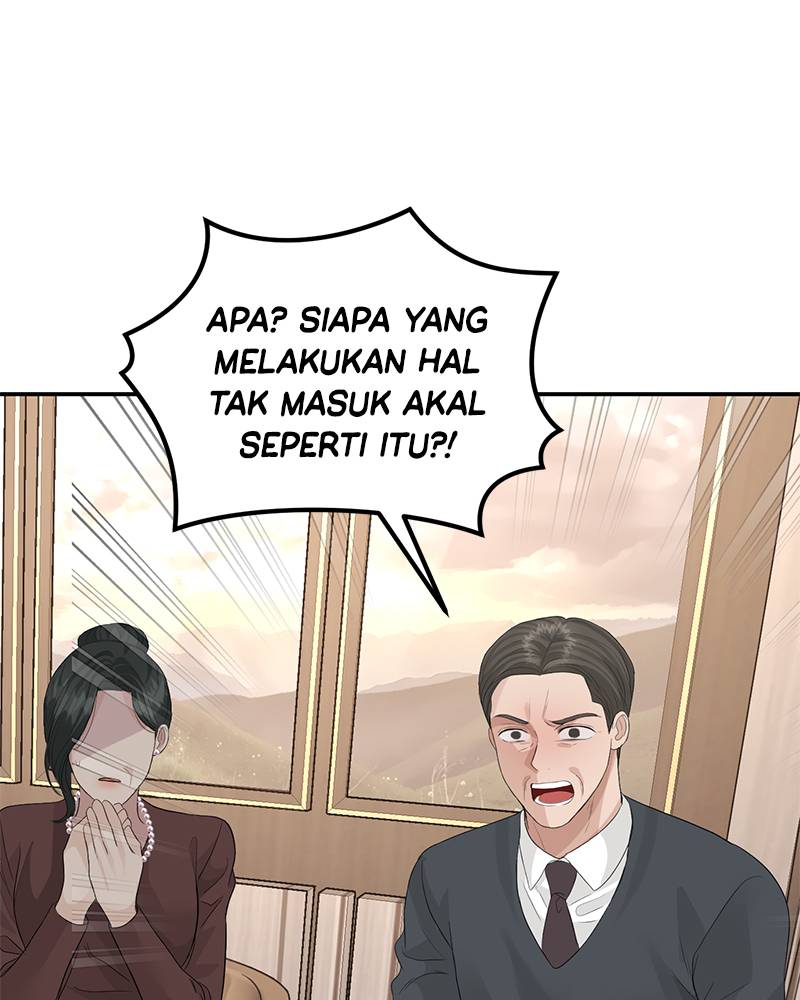 APA? SIAPA YANG
MELAKUKAN HAL
TAK MASUK AKAL
SEPERTI ITU?!